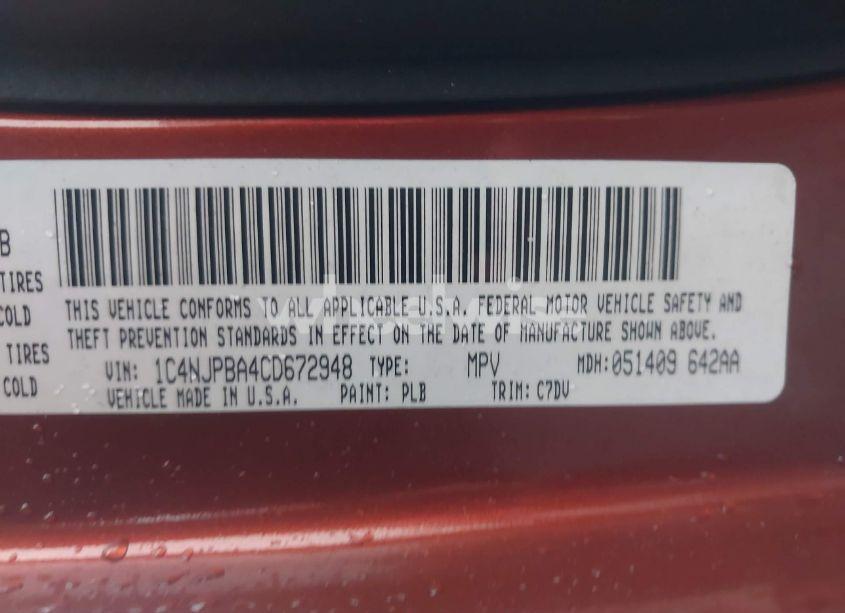 B
TIRES
COLD
TIRES
COLD
THIS VEHICLE CONFORMS TO ALL APPLICABLE U.S.A. FEDERAL MOTOR VEHICLE SAFETY AND
THEFT PREVENTION STANDARDS IN EFFECT ON THE DATE OF MANUFACTURE SHOWN ABOVE.
VIN: 1C4NJPBA4CD672948 TYPE: MPV MDH:051409 642AA
VEHICLE MADE IN U.S.A. PAINT: PLB TRIM: C7DV